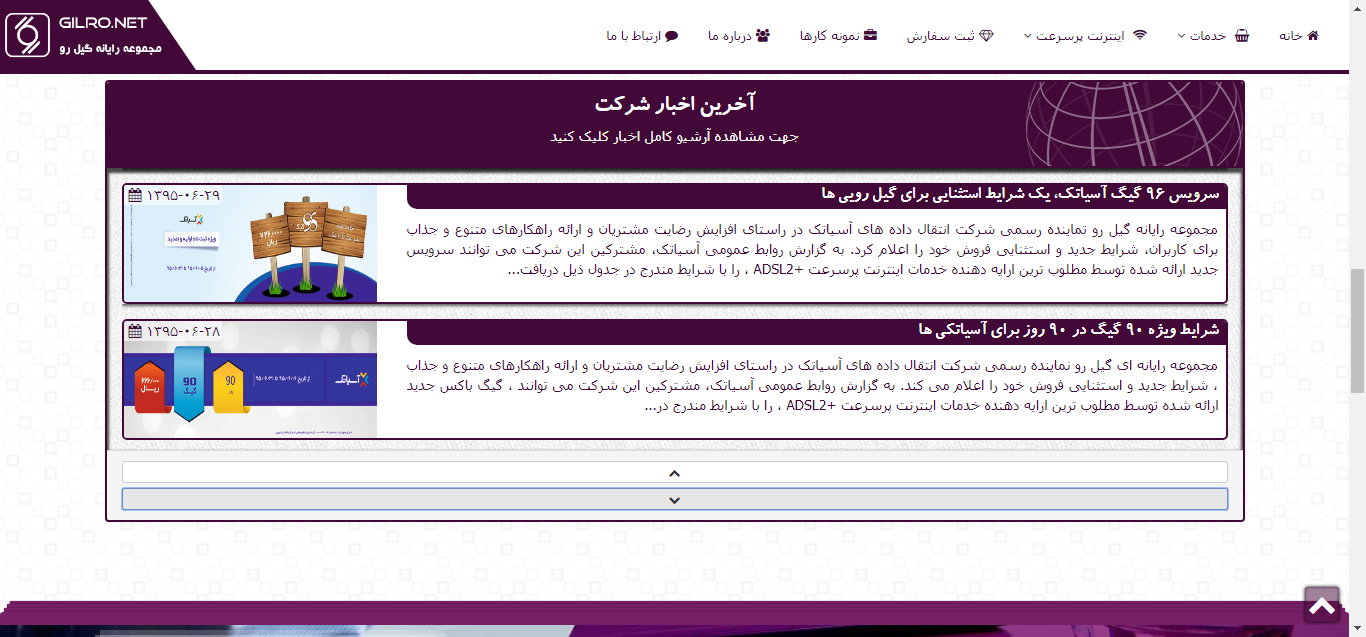 GILRO.NET
مجموعه رایانه گیل رو
خانه
خدمات
اینترنت پرسرعت
ثبت سفارش
نمونه کارها
درباره ما
ارتباط با ما
آخرین اخبار شرکت
جهت مشاهده آرشیو کامل اخبار کلیک کنید
سرویس ۹۶ گیگ آسیاتک، یک شرایط استثنایی برای گیل رویی ها
۱۳۹۵-۰۶-۲۹
مجموعه رایانه گیل رو نماینده رسمی شرکت انتقال داده های آسیاتک در راستای افزایش رضایت مشتریان و ارائه راهکارهای متنوع و جذاب
برای کاربران، شرایط جدید و استثنایی فروش خود را اعلام کرد. به گزارش روابط عمومی آسیاتک، مشترکین این شرکت می توانند سرویس
جدید ارائه شده توسط مطلوب ترین ارایه دهنده خدمات اینترنت پرسرعت +ADSL2 ، را با شرایط مندرج در جدول ذیل دریافت...
شرایط ویژه ۹۰ گیگ در ۹۰ روز برای آسیاتکی ها
۱۳۹۵-۰۶-۲۸
مجموعه رایانه ای گیل رو نماینده رسمی شرکت انتقال داده های آسیاتک در راستای افزایش رضایت مشتریان و ارائه راهکارهای متنوع و جذاب
، شرایط جدید و استثنایی فروش خود را اعلام می کند. به گزارش روابط عمومی آسیاتک، مشترکین این شرکت می توانند ، گیگ باکس جدید
ارائه شده توسط مطلوب ترین ارایه دهنده خدمات اینترنت پرسرعت +ADSL2 ، را با شرایط مندرج در...
آسیاتک
90
90
گیگ
ریال